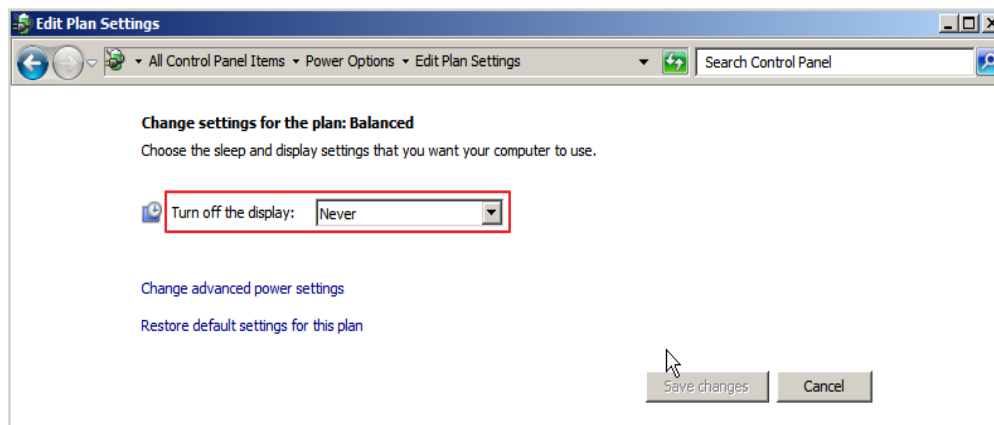 Edit Plan Settings
All Control Panel Items Power Options Edit Plan Settings Search Control Panel
Change settings for the plan: Balanced
Choose the sleep and display settings that you want your computer to use.
Turn off the display: Never
Change advanced power settings
Restore default settings for this plan
Save changes Cancel